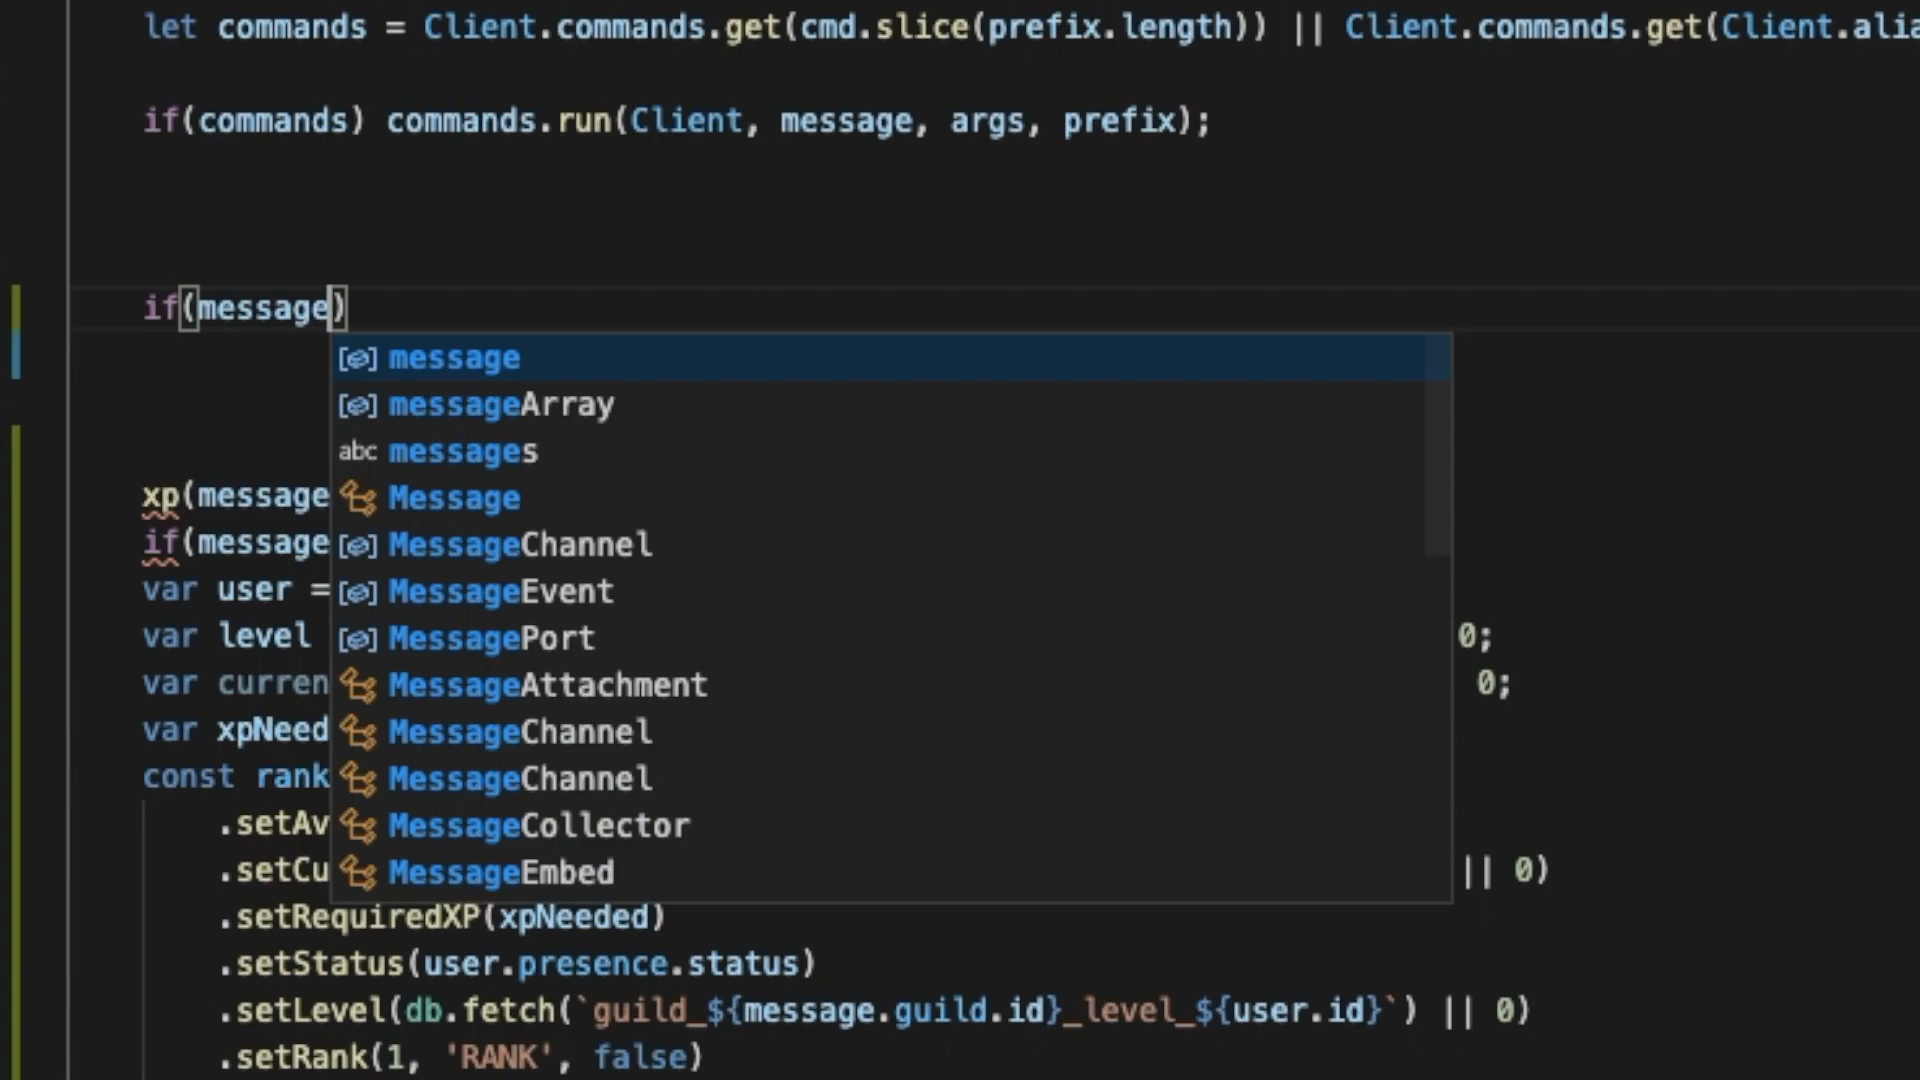 let commands = Client.commands.get(cmd.slice(prefix.length)) || Client.commands.get(Client.alia
if(commands) commands.run(Client, message, args, prefix);
if(message)
message
messageArray
abc messages
xp(message
Message
if(message
MessageChannel
var user =
MessageEvent
var level
MessagePort
0;
var curren
MessageAttachment
0;
var xpNeed
MessageChannel
const rank
MessageChannel
.setAv
MessageCollector
.setCu
MessageEmbed
|| 0)
.setRequiredXP(xpNeeded)
.setStatus(user.presence.status)
.setLevel(db.fetch(`guild_${message.guild.id}_level_${user.id}`) || 0)
.setRank(1, 'RANK', false)